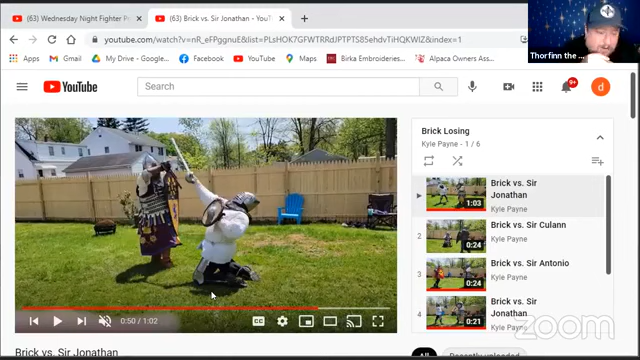 (63) Wednesday Night Fighter P
(63) Brick vs. Sir Jonathan - YouT
youtube.com/watch?v=nR_eFPggnuE&list=PLsHOK7GFWTRRdJPTPTS8SehdvTiHQKWlZ&index=1
Thorfinn the
Apps
Gmail
My Drive - Google...
Facebook
YouTube
Maps
Birka Embroideries...
Alpaca Owners Ass...
YouTube
Search
9+
d
Brick Losing
Kyle Payne - 1 / 6
Brick vs. Sir
Jonathan
Kyle Payne
1:03
2
Brick vs. Sir Culann
Kyle Payne
0:24
3
Brick vs. Sir Antonio
Kyle Payne
0:24
4
Brick vs. Sir
Jonathan
Kyle Payne
0:21
0:50 / 1:02
CC
zoom
Brick vs. Sir Jonathan
All
Recently uploaded